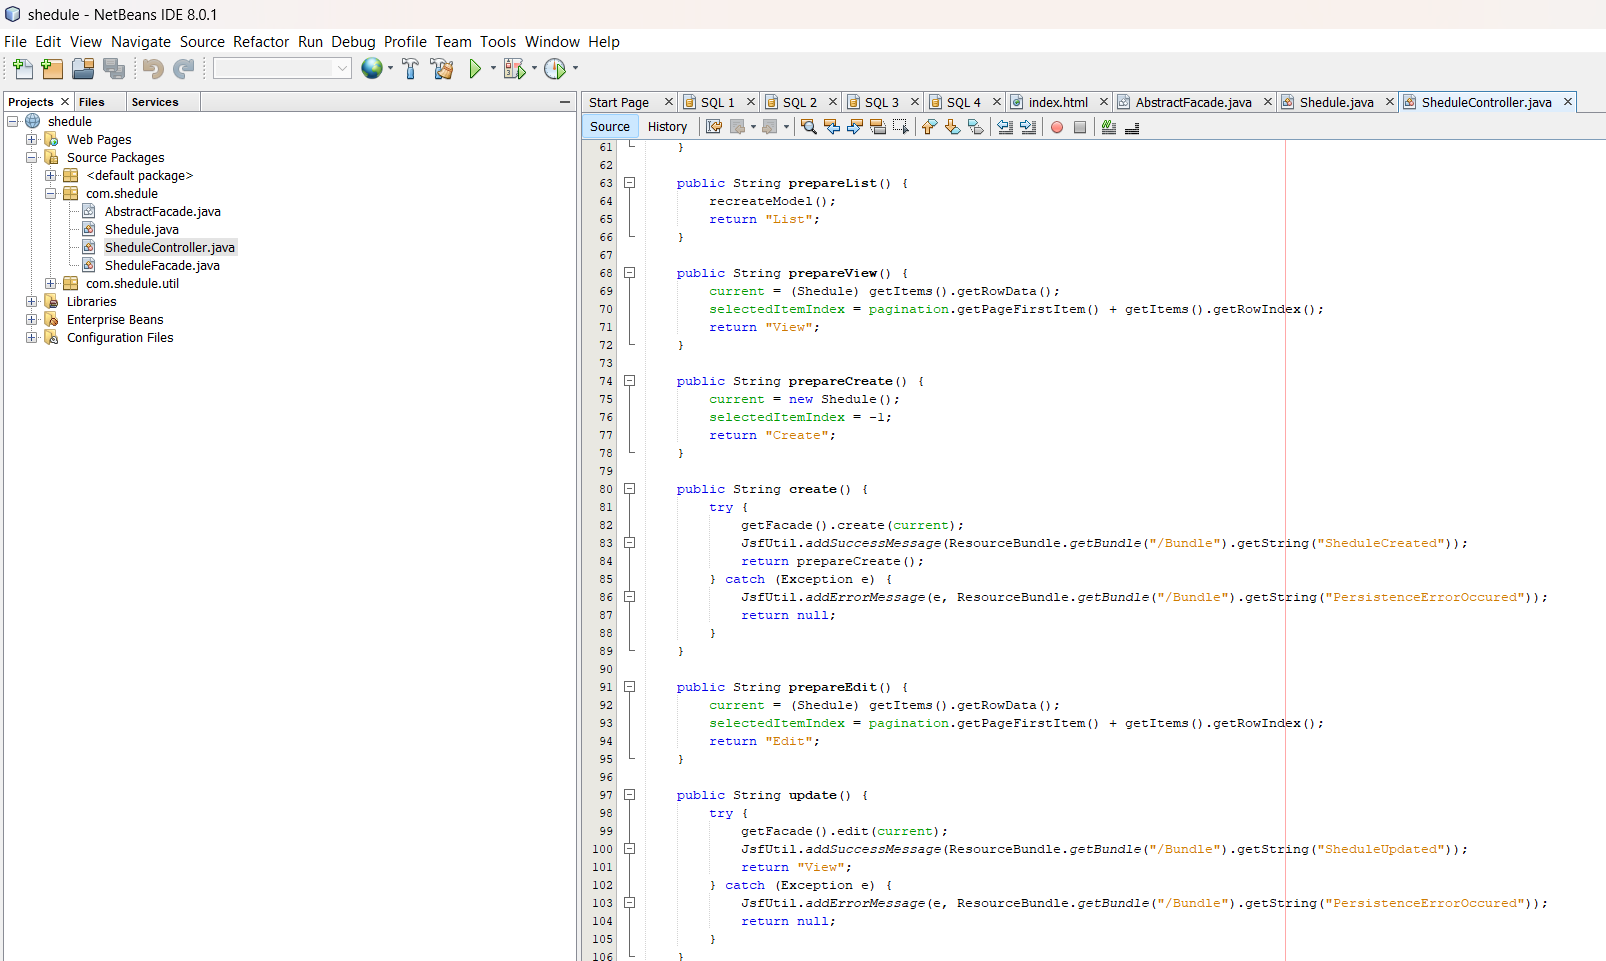 shedule - NetBeans IDE 8.0.1
File Edit View Navigate Source Refactor Run Debug Profile Team Tools Window Help
Projects Files Services
shedule
Web Pages
Source Packages
<default package>
com.shedule
AbstractFacade.java
Shedule.java
SheduleController.java
SheduleFacade.java
com.shedule.util
Libraries
Enterprise Beans
Configuration Files
Start Page SQL 1 SQL 2 SQL 3 SQL 4 index.html AbstractFacade.java Shedule.java SheduleController.java
Source History
61 }
62
63 public String prepareList() {
64 recreateModel();
65 return "List";
66 }
67
68 public String prepareView() {
69 current = (Shedule) getItems().getRowData();
70 selectedItemIndex = pagination.getPageFirstItem() + getItems().getRowIndex();
71 return "View";
72 }
73
74 public String prepareCreate() {
75 current = new Shedule();
76 selectedItemIndex = -1;
77 return "Create";
78 }
79
80 public String create() {
81 try {
82 getFacade().create(current);
83 JsfUtil.addSuccessMessage(ResourceBundle.getBundle("/Bundle").getString("SheduleCreated"));
84 return prepareCreate();
85 } catch (Exception e) {
86 JsfUtil.addErrorMessage(e, ResourceBundle.getBundle("/Bundle").getString("PersistenceErrorOccured"));
87 return null;
88 }
89 }
90
91 public String prepareEdit() {
92 current = (Shedule) getItems().getRowData();
93 selectedItemIndex = pagination.getPageFirstItem() + getItems().getRowIndex();
94 return "Edit";
95 }
96
97 public String update() {
98 try {
99 getFacade().edit(current);
100 JsfUtil.addSuccessMessage(ResourceBundle.getBundle("/Bundle").getString("SheduleUpdated"));
101 return "View";
102 } catch (Exception e) {
103 JsfUtil.addErrorMessage(e, ResourceBundle.getBundle("/Bundle").getString("PersistenceErrorOccured"));
104 return null;
105 }
106 }